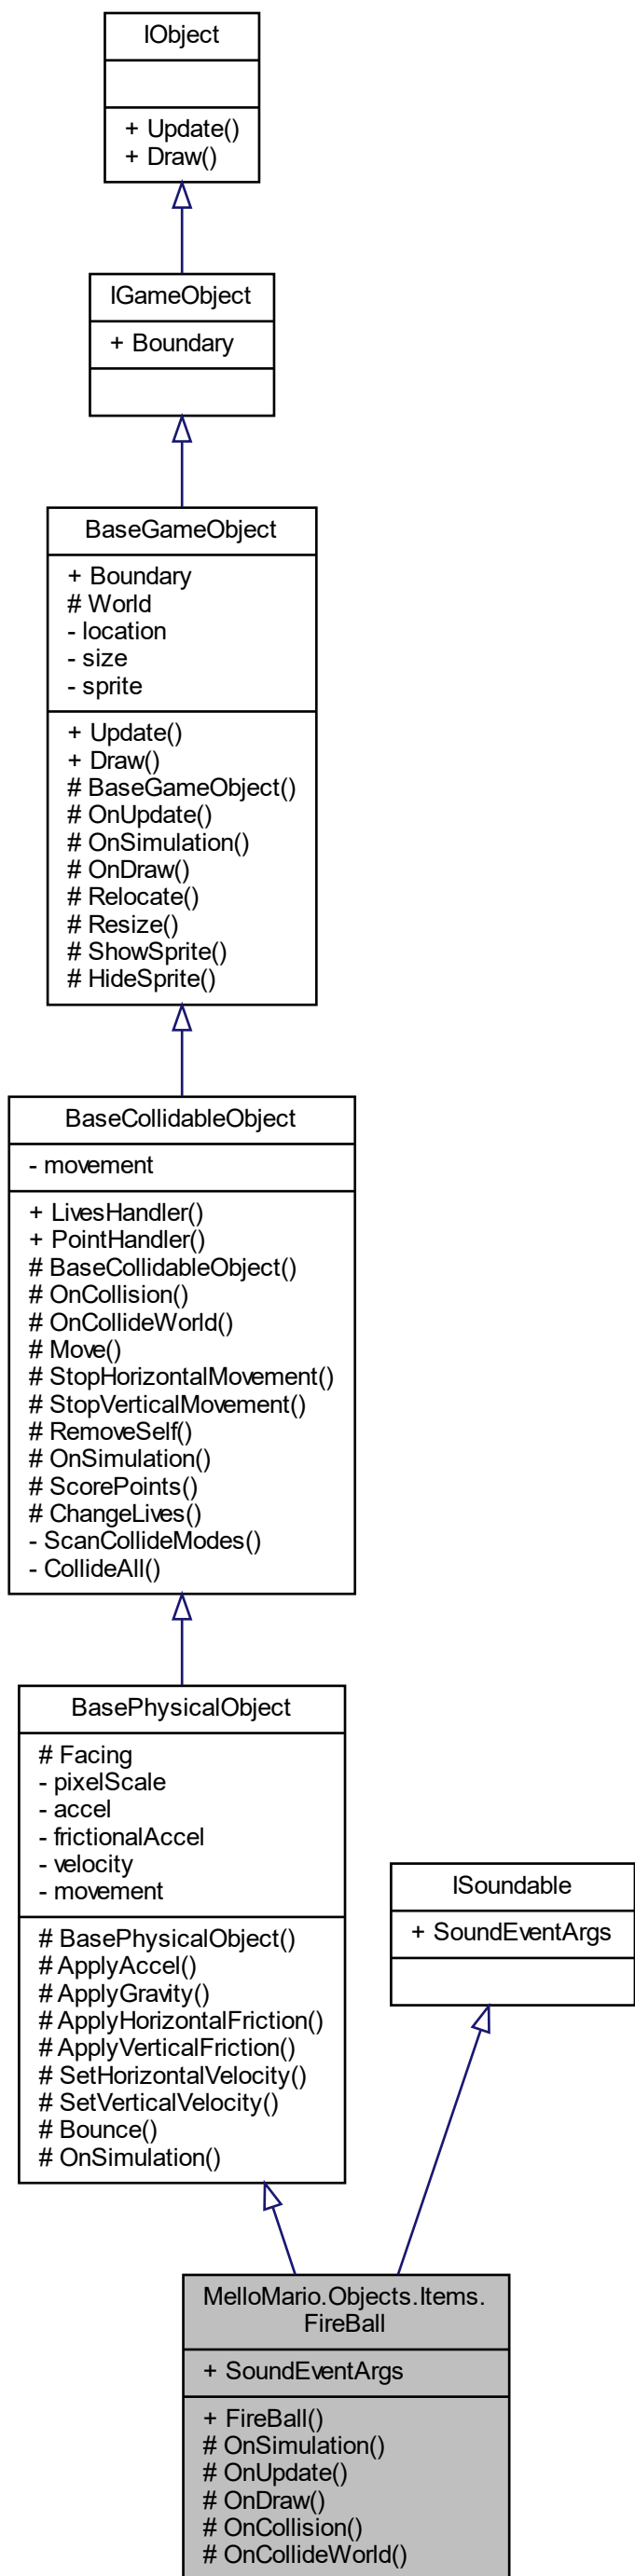 IObject
+ Update()
+ Draw()
IGameObject
+ Boundary
BaseGameObject
+ Boundary
# World
- location
- size
- sprite
+ Update()
+ Draw()
# BaseGameObject()
# OnUpdate()
# OnSimulation()
# OnDraw()
# Relocate()
# Resize()
# ShowSprite()
# HideSprite()
BaseCollidableObject
- movement
+ LivesHandler()
+ PointHandler()
# BaseCollidableObject()
# OnCollision()
# OnCollideWorld()
# Move()
# StopHorizontalMovement()
# StopVerticalMovement()
# RemoveSelf()
# OnSimulation()
# ScorePoints()
# ChangeLives()
- ScanCollideModes()
- CollideAll()
BasePhysicalObject
# Facing
- pixelScale
- accel
- frictionalAccel
- velocity
- movement
# BasePhysicalObject()
# ApplyAccel()
# ApplyGravity()
# ApplyHorizontalFriction()
# ApplyVerticalFriction()
# SetHorizontalVelocity()
# SetVerticalVelocity()
# Bounce()
# OnSimulation()
ISoundable
+ SoundEventArgs
MelloMario.Objects.Items.
FireBall
+ SoundEventArgs
+ FireBall()
# OnSimulation()
# OnUpdate()
# OnDraw()
# OnCollision()
# OnCollideWorld()